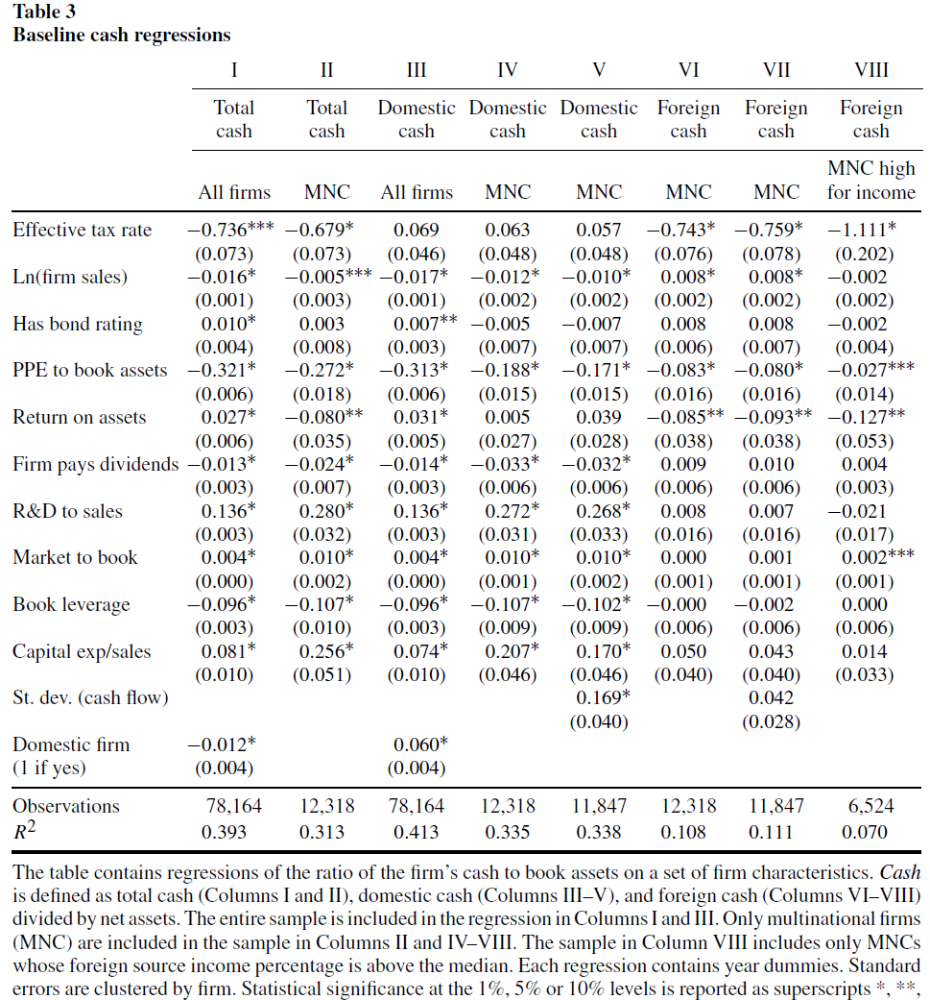 Table 3
Baseline cash regressions
I II III IV V VI VII VIII
Total cash Total cash Domestic cash Domestic cash Domestic cash Foreign cash Foreign cash Foreign cash
All firms MNC All firms MNC MNC MNC MNC MNC high for income
Effective tax rate −0.736*** −0.679* 0.069 0.063 0.057 −0.743* −0.759* −1.111*
(0.073) (0.073) (0.046) (0.048) (0.048) (0.076) (0.078) (0.202)
Ln(firm sales) −0.016* −0.005*** −0.017* −0.012* −0.010* 0.008* 0.008* −0.002
(0.001) (0.003) (0.001) (0.002) (0.002) (0.002) (0.002) (0.002)
Has bond rating 0.010* 0.003 0.007** −0.005 −0.007 0.008 0.008 −0.002
(0.004) (0.008) (0.003) (0.007) (0.007) (0.006) (0.007) (0.004)
PPE to book assets −0.321* −0.272* −0.313* −0.188* −0.171* −0.083* −0.080* −0.027***
(0.006) (0.018) (0.006) (0.015) (0.015) (0.016) (0.016) (0.014)
Return on assets 0.027* −0.080** 0.031* 0.005 0.039 −0.085** −0.093** −0.127**
(0.006) (0.035) (0.005) (0.027) (0.028) (0.038) (0.038) (0.053)
Firm pays dividends −0.013* −0.024* −0.014* −0.033* −0.032* 0.009 0.010 0.004
(0.003) (0.007) (0.003) (0.006) (0.006) (0.006) (0.006) (0.003)
R&D to sales 0.136* 0.280* 0.136* 0.272* 0.268* 0.008 0.007 −0.021
(0.003) (0.032) (0.003) (0.031) (0.033) (0.016) (0.016) (0.017)
Market to book 0.004* 0.010* 0.004* 0.010* 0.010* 0.000 0.001 0.002***
(0.000) (0.002) (0.000) (0.001) (0.002) (0.001) (0.001) (0.001)
Book leverage −0.096* −0.107* −0.096* −0.107* −0.102* −0.000 −0.002 0.000
(0.003) (0.010) (0.003) (0.009) (0.009) (0.006) (0.006) (0.006)
Capital exp/sales 0.081* 0.256* 0.074* 0.207* 0.170* 0.050 0.043 0.014
(0.010) (0.051) (0.010) (0.046) (0.046) (0.040) (0.040) (0.033)
St. dev. (cash flow) 0.169* 0.042
(0.040) (0.028)
Domestic firm −0.012* 0.060*
(1 if yes) (0.004) (0.004)
Observations 78,164 12,318 78,164 12,318 11,847 12,318 11,847 6,524
R2 0.393 0.313 0.413 0.335 0.338 0.108 0.111 0.070
The table contains regressions of the ratio of the firm's cash to book assets on a set of firm characteristics. Cash
is defined as total cash (Columns I and II), domestic cash (Columns III–V), and foreign cash (Columns VI–VIII)
divided by net assets. The entire sample is included in the regression in Columns I and III. Only multinational firms
(MNC) are included in the sample in Columns II and IV–VIII. The sample in Column VIII includes only MNCs
whose foreign source income percentage is above the median. Each regression contains year dummies. Standard
errors are clustered by firm. Statistical significance at the 1%, 5% or 10% levels is reported as superscripts *, **,